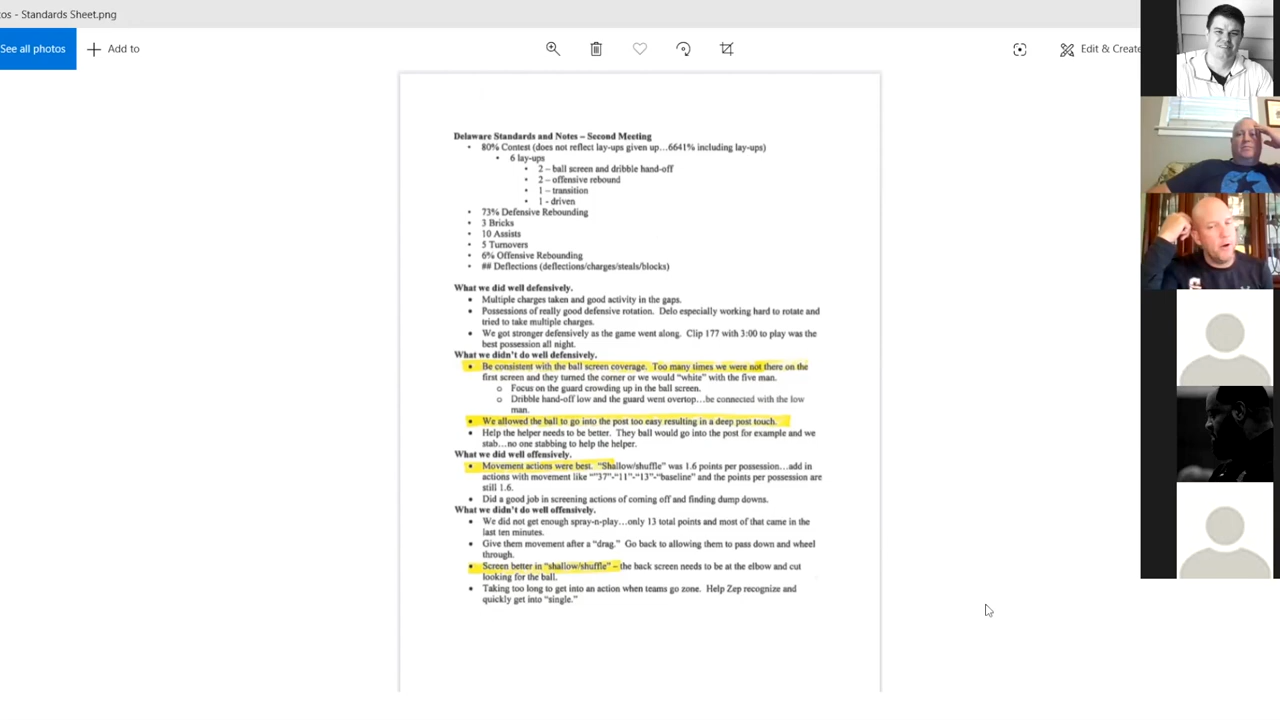 os - Standards Sheet.png
See all photos
Add to
Edit & Create
Delaware Standards and Notes – Second Meeting
• 80% Contest (does not reflect lay-ups given up…6641% including lay-ups)
• 6 lay-ups
• 2 – ball screen and dribble hand-off
• 2 – offensive rebound
• 1 – transition
• 1 - driven
• 73% Defensive Rebounding
• 3 Bricks
• 10 Assists
• 5 Turnovers
• 6% Offensive Rebounding
• ## Deflections (deflections/charges/steals/blocks)
What we did well defensively.
• Multiple charges taken and good activity in the gaps.
• Possessions of really good defensive rotation. Delo especially working hard to rotate and
tried to take multiple charges.
• We got stronger defensively as the game went along. Clip 177 with 3:00 to play was the
best possession all night.
What we didn't do well defensively.
• Be consistent with the ball screen coverage. Too many times we were not there on the
first screen and they turned the corner or we would "white" with the five man.
o Focus on the guard crowding up in the ball screen.
o Dribble hand-off low and the guard went overtop…be connected with the low
man.
• We allowed the ball to go into the post too easy resulting in a deep post touch.
• Help the helper needs to be better. They ball would go into the post for example and we
stab…no one stabbing to help the helper.
What we did well offensively.
• Movement actions were best. "Shallow/shuffle" was 1.6 points per possession…add in
actions with movement like ""37"-"11"-"13"-"baseline" and the points per possession are
still 1.6.
• Did a good job in screening actions of coming off and finding dump downs.
What we didn't do well offensively.
• We did not get enough spray-n-play…only 13 total points and most of that came in the
last ten minutes.
• Give them movement after a "drag." Go back to allowing them to pass down and wheel
through.
• Screen better in "shallow/shuffle" – the back screen needs to be at the elbow and cut
looking for the ball.
• Taking too long to get into an action when teams go zone. Help Zep recognize and
quickly get into "single."